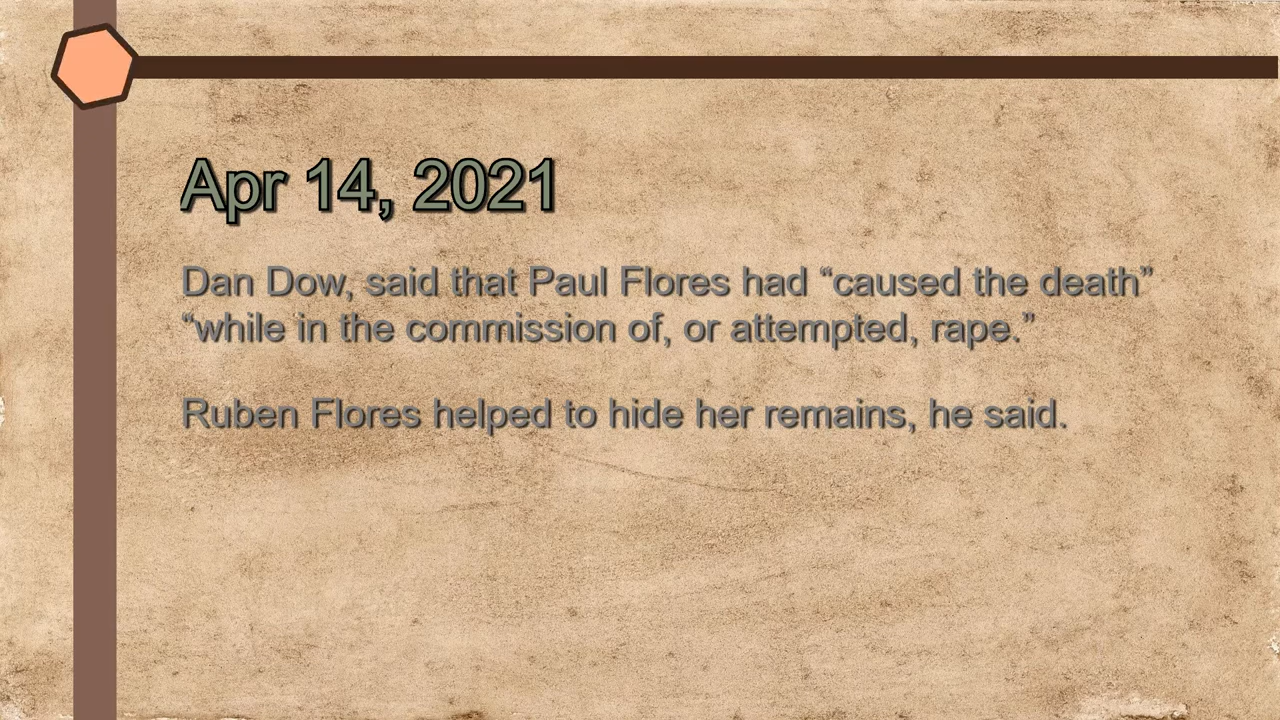 Apr 14, 2021
Dan Dow, said that Paul Flores had “caused the death”
“while in the commission of, or attempted, rape.”
Ruben Flores helped to hide her remains, he said.